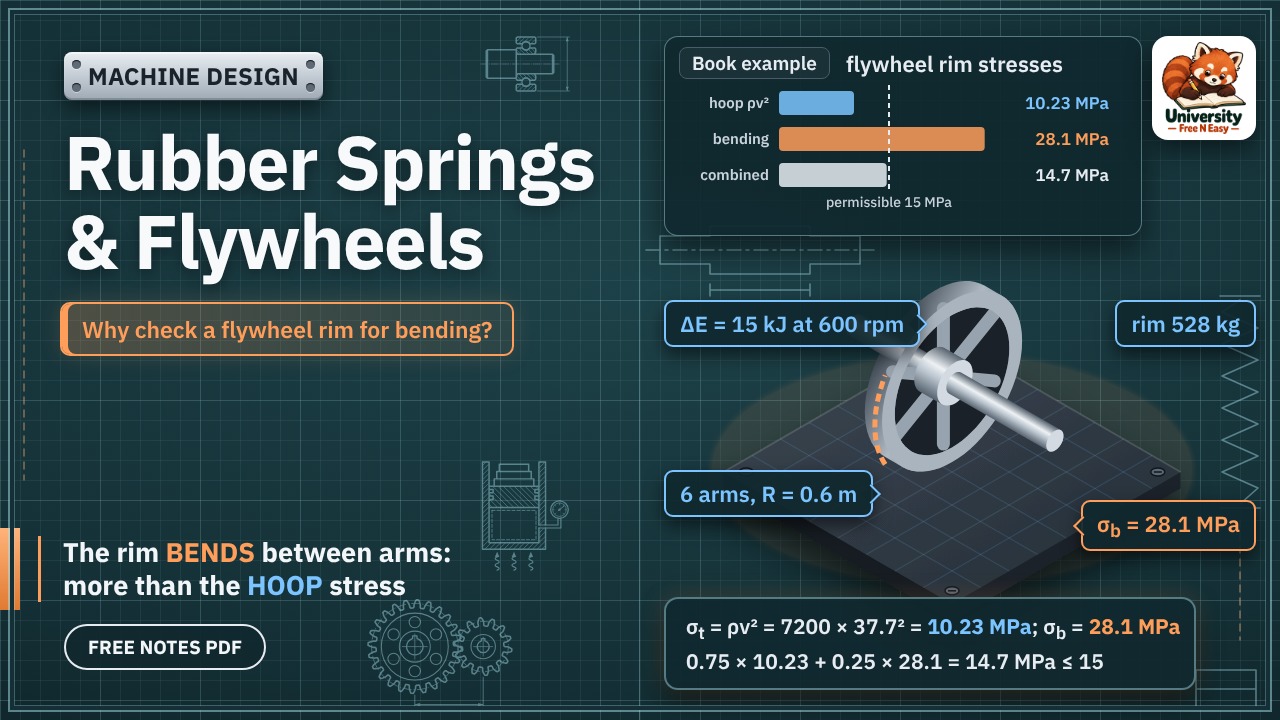 MACHINE DESIGN
Rubber Springs
& Flywheels
Why check a flywheel rim for bending?
The rim BENDS between arms:
more than the HOOP stress
FREE NOTES PDF
Book example flywheel rim stresses
hoop ρv² 10.23 MPa
bending 28.1 MPa
combined 14.7 MPa
permissible 15 MPa
University
Free N Easy
ΔE = 15 kJ at 600 rpm
rim 528 kg
6 arms, R = 0.6 m
σb = 28.1 MPa
σt = ρv² = 7200 × 37.7² = 10.23 MPa; σb = 28.1 MPa
0.75 × 10.23 + 0.25 × 28.1 = 14.7 MPa ≤ 15